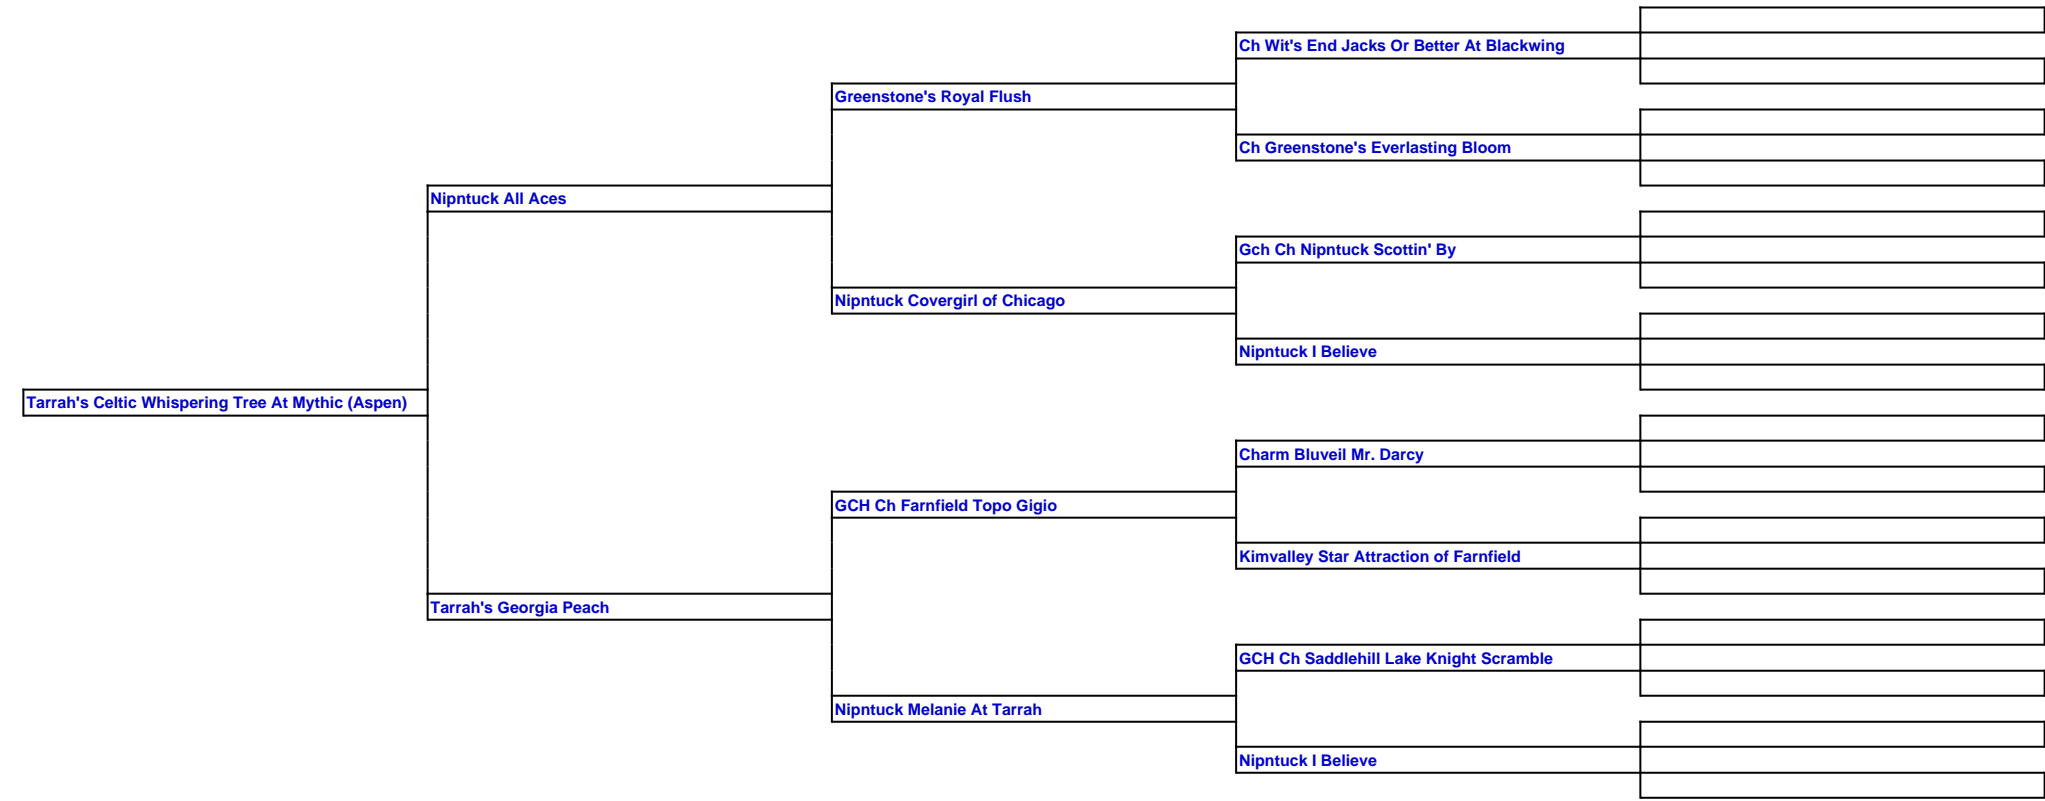 Ch Wit's End Jacks Or Better At Blackwing
Greenstone's Royal Flush
Ch Greenstone's Everlasting Bloom
Nipntuck All Aces
Gch Ch Nipntuck Scottin' By
Nipntuck Covergirl of Chicago
Nipntuck I Believe
Tarrah's Celtic Whispering Tree At Mythic (Aspen)
Charm Bluveil Mr. Darcy
GCH Ch Farnfield Topo Gigio
Kimvalley Star Attraction of Farnfield
Tarrah's Georgia Peach
GCH Ch Saddlehill Lake Knight Scramble
Nipntuck Melanie At Tarrah
Nipntuck I Believe